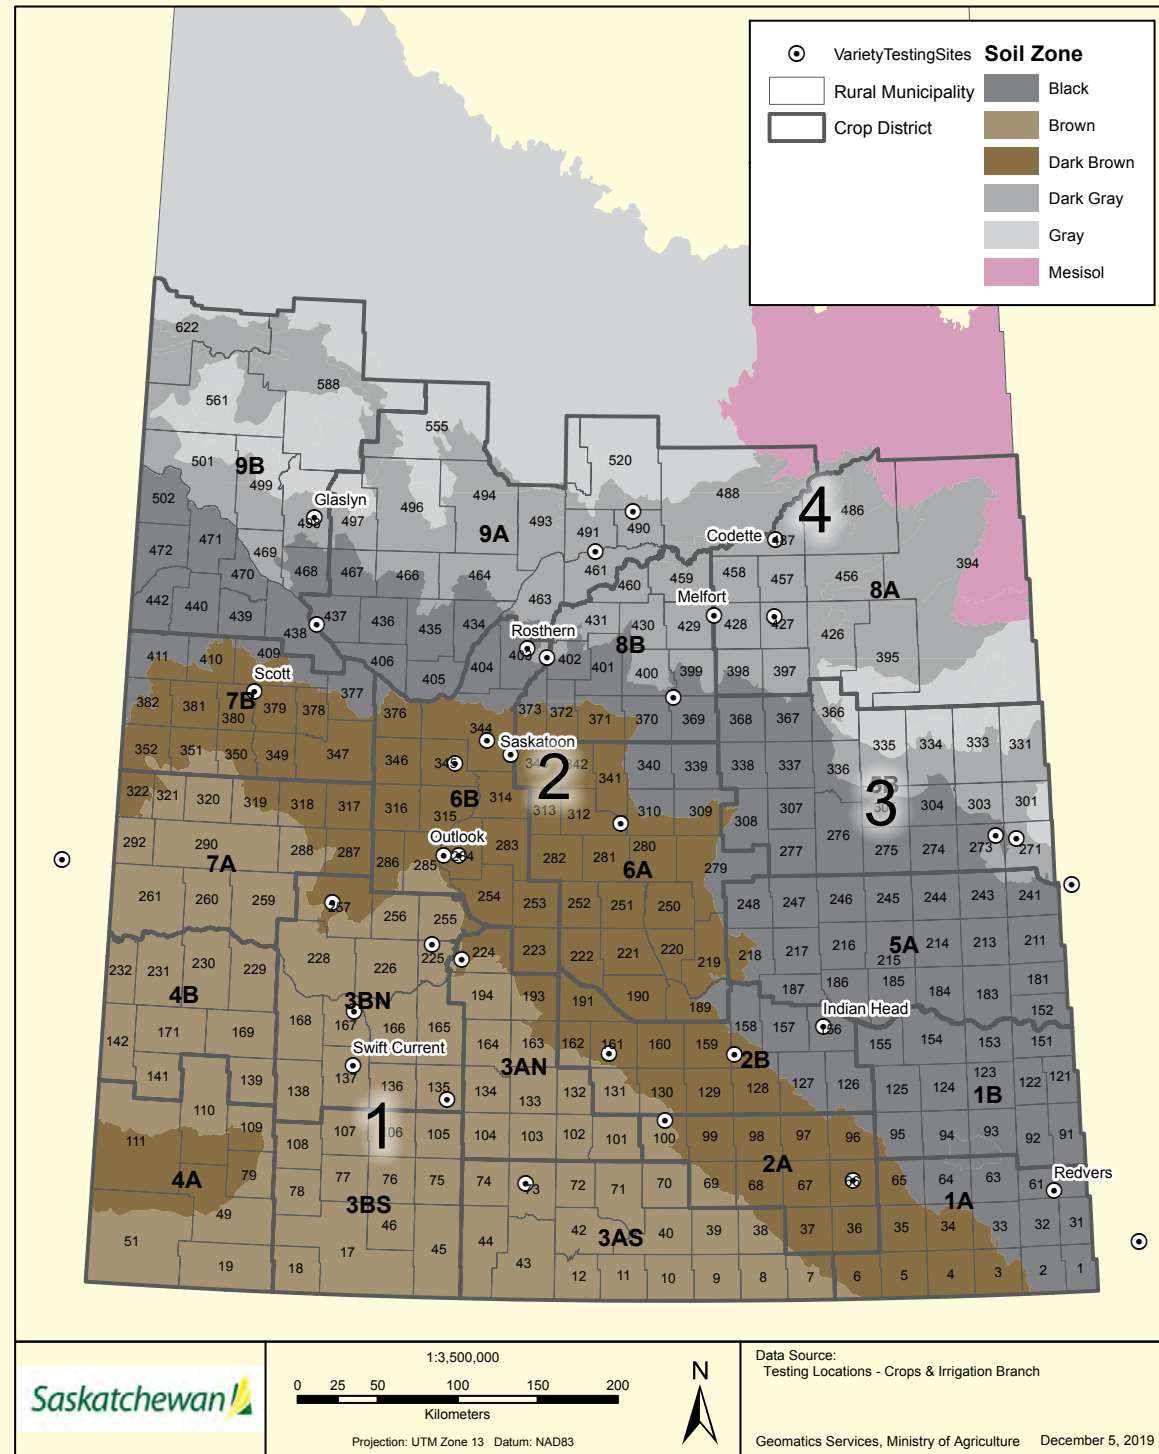 VarietyTestingSites
Rural Municipality
Crop District
Soil Zone
Black
Brown
Dark Brown
Dark Gray
Gray
Mesisol
622
588
561
555
501
9B
499
520
502
Glaslyn
498 497 496 494
493
9A
491 490
488
Codette
487
4
486
472 471
469
470
468 467 466 464
461
460 459 458 457 456
8A
394
442 440 439
438
437 436 435 434
463
Rosthern
403
431 430 429
Melfort
428 427 426
8B
395
411 410 409
406
405
404
402 401 400 399 398 397
Scott
7B
382 381 380 379 378 377
376
344
373 372 371 370 369 368 367 366
335 334 333 331
352 351 350 349 347 346 345
Saskatoon
2
342
341 340 339 338 337 336
5B
3
322 321 320 319 318 317 316
6B
315
314
313 312
310 309 308 307
304 303 301
292 290
7A
288 287 286 285
Outlook
284
283
282 281 280
6A
279
277 276 275 274 273 271
261 260 259
257
256 255
254 253 252 251 250
248 247 246 245 244 243 241
232 231 230 229
4B
228 226 225 224 223 222 221 220 219
218 217 216 215
5A
214 213 211
3BN
194 193 191 190 189
187 186 185 184 183 181
152
142 171 169 168 167 166 165
164 163 162 161 160 159 158 157
Indian Head
156
155 154 153 151
2B
141 139 138
Swift Current
137 136 135
3AN
134 133 132 131 130 129 128 127 126 125 124 123 122 121
1B
111 110 109
108 107
1
106
105 104 103 102 101 100 99 98 97 96 95 94 93 92 91
4A
79 78 77 76 75 74 73 72 71 70 69 68 67
2A
66
65 64 63
1A
61
Redvers
51 49
3BS
46
42
3AS
40 39 38 37 36 35 34 33 32 31
19 18 17 45 44 43
12 11 10 9 8 7 6 5 4 3 2 1
Saskatchewan
1:3,500,000
0 25 50 100 150 200
Kilometers
Projection: UTM Zone 13 Datum: NAD83
N
Data Source:
Testing Locations - Crops & Irrigation Branch
Geomatics Services, Ministry of Agriculture December 5, 2019